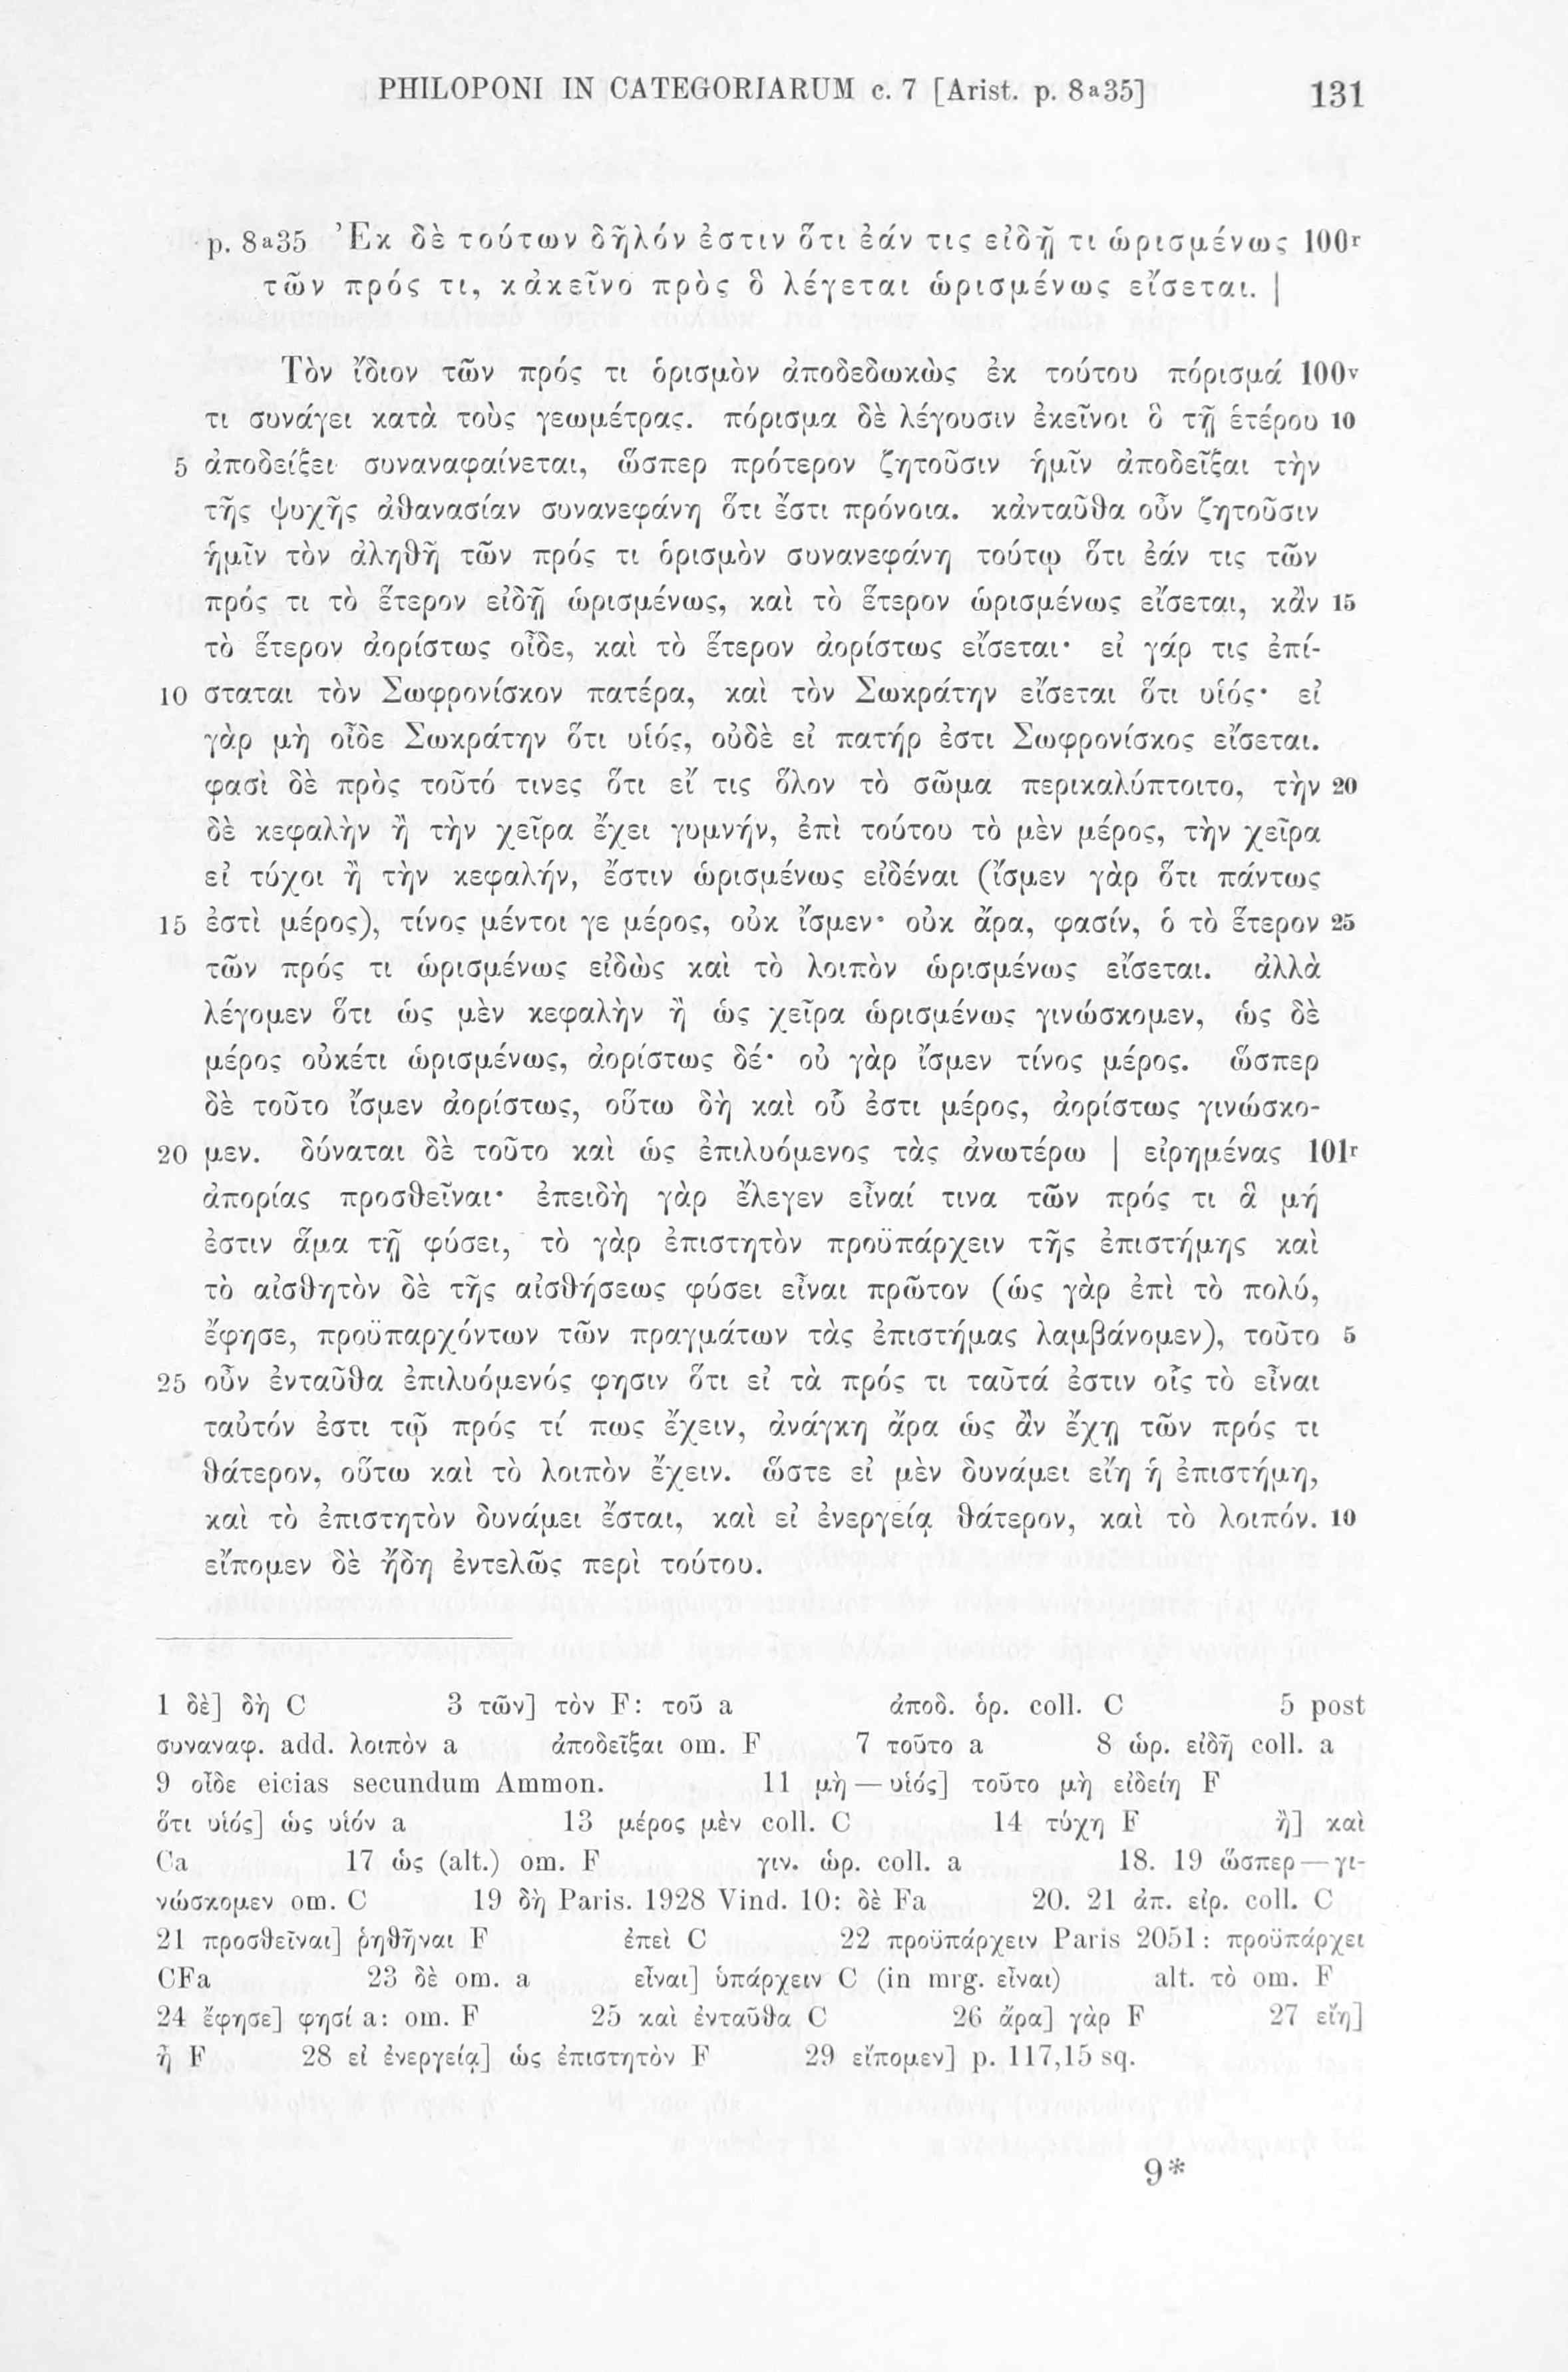 PHILOPONI IN CATEGORIARUM c. 7 [Arist. p. 8a35] 131
p. 8a35 Ἐκ δὲ τούτων δῆλόν ἐστιν ὅτι ἐάν τις εἰδῇ τι ὡρισμένως 100r
τῶν πρός τι, κἀκεῖνο πρὸς ὃ λέγεται ὡρισμένως εἴσεται. |
Τὸν ἴδιον τῶν πρός τι ὁρισμὸν ἀποδεδωκὼς ἐκ τούτου πόρισμά 100v
τι συνάγει κατὰ τοὺς γεωμέτρας. πόρισμα δὲ λέγουσιν ἐκεῖνοι ὃ τῇ ἑτέρου 10
5 ἀποδείξει συναναφαίνεται, ὥσπερ πρότερον ζητοῦσιν ἡμῖν ἀποδεῖξαι τὴν
τῆς ψυχῆς ἀθανασίαν συνανεφάνη ὅτι ἔστι πρόνοια. κἀνταῦθα οὖν ζητοῦσιν
ἡμῖν τὸν ἀληθῆ τῶν πρός τι ὁρισμὸν συνανεφάνη τούτῳ ὅτι ἐάν τις τῶν
πρός τι τὸ ἕτερον εἰδῇ ὡρισμένως, καὶ τὸ ἕτερον ὡρισμένως εἴσεται, κἂν 15
τὸ ἕτερον ἀορίστως οἶδε, καὶ τὸ ἕτερον ἀορίστως εἴσεται· εἰ γάρ τις ἐπί-
10 σταται τὸν Σωφρονίσκον πατέρα, καὶ τὸν Σωκράτην εἴσεται ὅτι υἱός· εἰ
γὰρ μὴ οἶδε Σωκράτην ὅτι υἱός, οὐδὲ εἰ πατήρ ἐστι Σωφρονίσκος εἴσεται.
φασὶ δὲ πρὸς τοῦτό τινες ὅτι εἴ τις ὅλον τὸ σῶμα περικαλύπτοιτο, τὴν 20
δὲ κεφαλὴν ἢ τὴν χεῖρα ἔχει γυμνήν, ἐπὶ τούτου τὸ μὲν μέρος, τὴν χεῖρα
εἰ τύχοι ἢ τὴν κεφαλήν, ἔστιν ὡρισμένως εἰδέναι (ἴσμεν γὰρ ὅτι πάντως
15 ἐστὶ μέρος), τίνος μέντοι γε μέρος, οὐκ ἴσμεν· οὐκ ἄρα, φασίν, ὁ τὸ ἕτερον 25
τῶν πρός τι ὡρισμένως εἰδὼς καὶ τὸ λοιπὸν ὡρισμένως εἴσεται. ἀλλὰ
λέγομεν ὅτι ὡς μὲν κεφαλὴν ἢ ὡς χεῖρα ὡρισμένως γινώσκομεν, ὡς δὲ
μέρος οὐκέτι ὡρισμένως, ἀορίστως δέ· οὐ γὰρ ἴσμεν τίνος μέρος. ὥσπερ
δὲ τοῦτο ἴσμεν ἀορίστως, οὕτω δὴ καὶ οὗ ἐστι μέρος, ἀορίστως γινώσκο-
20 μεν. δύναται δὲ τοῦτο καὶ ὡς ἐπιλυόμενος τὰς ἀνωτέρω | εἰρημένας 101r
ἀπορίας προσθεῖναι· ἐπειδὴ γὰρ ἔλεγεν εἶναί τινα τῶν πρός τι ἃ μή
ἐστιν ἅμα τῇ φύσει, τὸ γὰρ ἐπιστητὸν προϋπάρχειν τῆς ἐπιστήμης καὶ
τὸ αἰσθητὸν δὲ τῆς αἰσθήσεως φύσει εἶναι πρῶτον (ὡς γὰρ ἐπὶ τὸ πολύ,
ἔφησε, προϋπαρχόντων τῶν πραγμάτων τὰς ἐπιστήμας λαμβάνομεν), τοῦτο 5
25 οὖν ἐνταῦθα ἐπιλυόμενός φησιν ὅτι εἰ τὰ πρός τι ταῦτά ἐστιν οἷς τὸ εἶναι
ταὐτόν ἐστι τῷ πρός τί πως ἔχειν, ἀνάγκη ἄρα ὡς ἂν ἔχῃ τῶν πρός τι
θάτερον, οὕτω καὶ τὸ λοιπὸν ἔχειν. ὥστε εἰ μὲν δυνάμει εἴη ἡ ἐπιστήμη,
καὶ τὸ ἐπιστητὸν δυνάμει ἔσται, καὶ εἰ ἐνεργείᾳ θάτερον, καὶ τὸ λοιπόν. 10
εἴπομεν δὲ ἤδη ἐντελῶς περὶ τούτου.
1 δὲ] δὴ C 3 τῶν] τὸν F: τοῦ a ἀποδ. ὁρ. coll. C 5 post
συναναφ. add. λοιπὸν a ἀποδεῖξαι om. F 7 τοῦτο a 8 ὡρ. εἰδῇ coll. a
9 οἶδε eicias secundum Ammon. 11 μὴ — υἱός] τοῦτο μὴ εἰδείη F
ὅτι υἱός] ὡς υἱόν a 13 μέρος μὲν coll. C 14 τύχῃ F ἢ] καὶ
Ca 17 ὡς (alt.) om. F γιν. ὡρ. coll. a 18. 19 ὥσπερ — γι-
νώσκομεν om. C 19 δὴ Paris. 1928 Vind. 10: δὲ Fa 20. 21 ἀπ. εἰρ. coll. C
21 προσθεῖναι] ῥηθῆναι F ἐπεὶ C 22 προϋπάρχειν Paris 2051: προϋπάρχει
CFa 23 δὲ om. a εἶναι] ὑπάρχειν C (in mrg. εἶναι) alt. τὸ om. F
24 ἔφησε] φησί a: om. F 25 καὶ ἐνταῦθα C 26 ἄρα] γὰρ F 27 εἴη]
ᾖ F 28 εἰ ἐνεργείᾳ] ὡς ἐπιστητὸν F 29 εἴπομεν] p. 117,15 sq.
9*